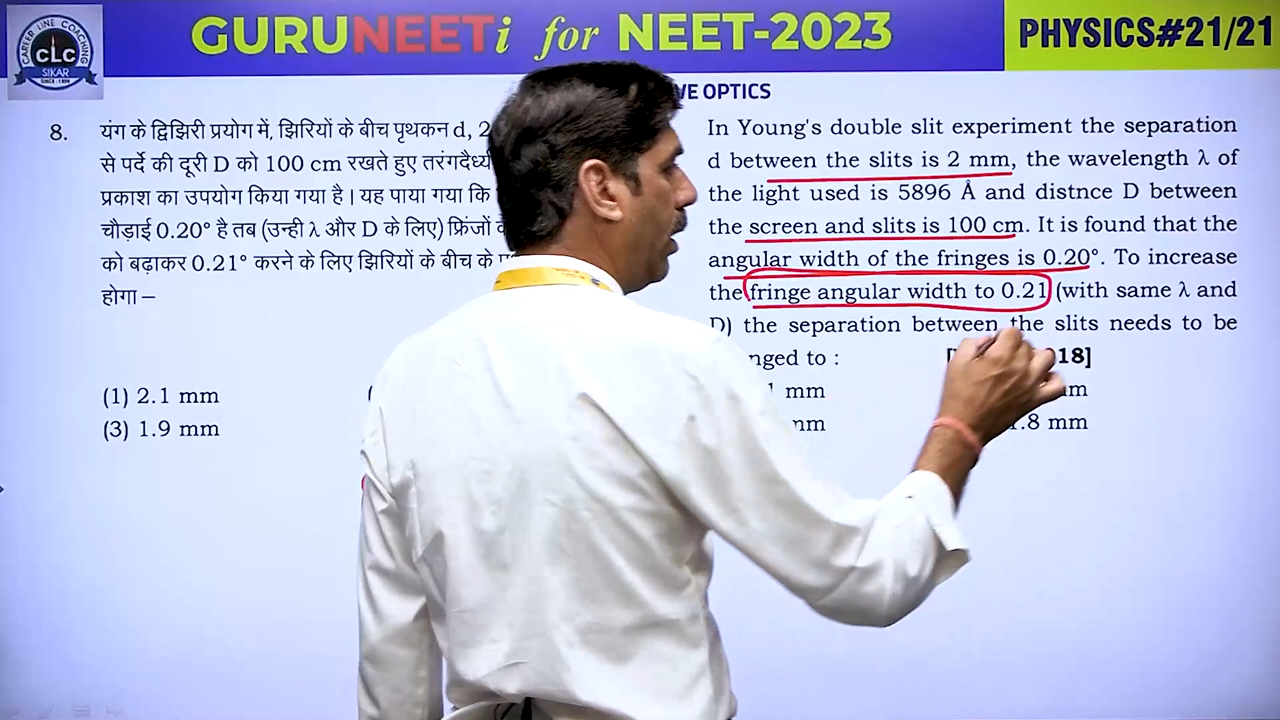 GURUNEETi for NEET-2023
PHYSICS#21/21
CAREER LINE COACHING
CLC
SIKAR
SINCE : 1996
VE OPTICS
8. यंग के द्विझिरी प्रयोग में, झिरियों के बीच पृथकन d, 2
से पर्दे की दूरी D को 100 cm रखते हुए तरंगदैर्ध्य
प्रकाश का उपयोग किया गया है। यह पाया गया कि
चौड़ाई 0.20° है तब (उन्ही λ और D के लिए) फ्रिंजों
को बढ़ाकर 0.21° करने के लिए झिरियों के बीच के
होगा –
(1) 2.1 mm
(3) 1.9 mm
In Young's double slit experiment the separation
d between the slits is 2 mm, the wavelength λ of
the light used is 5896 Å and distnce D between
the screen and slits is 100 cm. It is found that the
angular width of the fringes is 0.20°. To increase
the fringe angular width to 0.21 (with same λ and
D) the separation between the slits needs to be
nged to : [ 18]
mm
mm .8 mm